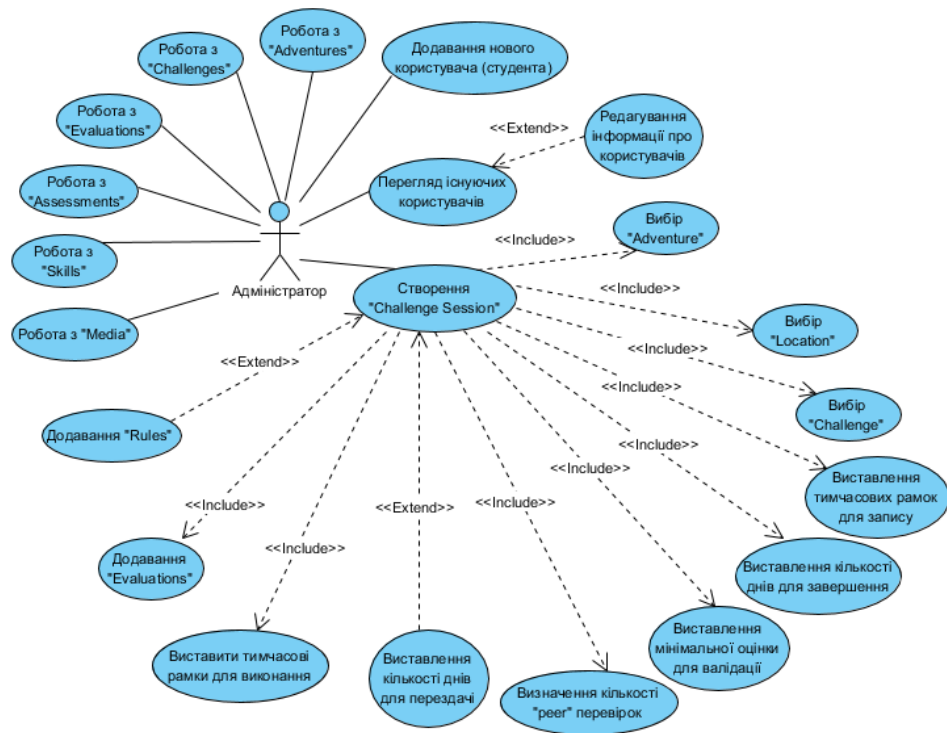 Робота з
"Adventures"
Робота з
"Challenges"
Додавання нового
користувача (студента)
Робота з
"Evaluations"
<<Extend>>
Редагування
інформації про
користувачів
Перегляд існуючих
користувачів
Робота з
"Assessments"
Вибір
"Adventure"
<<Include>>
Робота з
"Skills"
Адміністратор
Створення
"Challenge Session"
<<Include>>
Вибір
"Location"
Робота з "Media"
<<Extend>>
<<Include>>
<<Include>>
Вибір
"Challenge"
Додавання "Rules"
<<Include>>
<<Include>>
Виставлення
тимчасових рамок
для запису
<<Include>>
<<Extend>>
<<Include>>
<<Include>>
Додавання
"Evaluations"
Виставлення кількості
днів для завершення
Виставити тимчасові
рамки для виконання
Виставлення
кількості днів
для перездачі
Визначення кількості
"peer" перевірок
Виставлення
мінімальної оцінки
для валідації